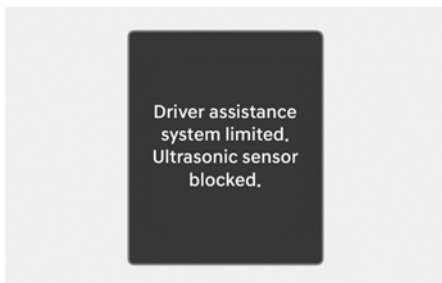 Driver assistance
system limited.
Ultrasonic sensor
blocked.